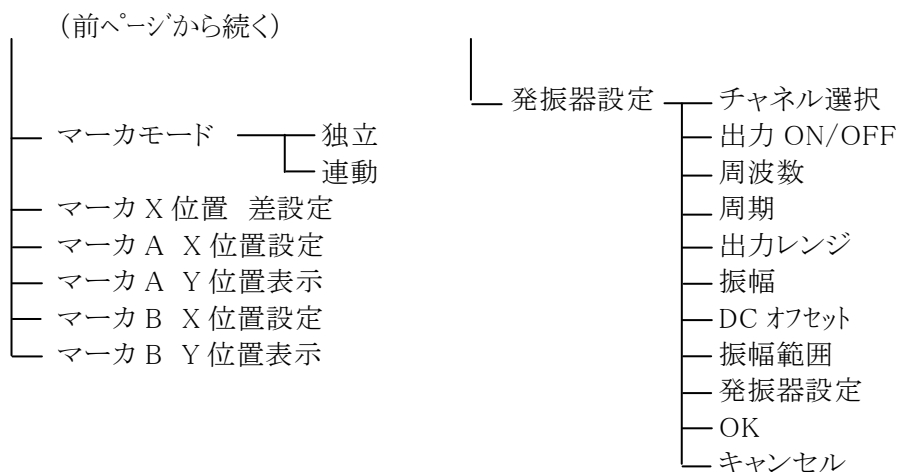 (前ページから続く)
マーカモード
独立
連動
マーカ X 位置 差設定
マーカ A X 位置設定
マーカ A Y 位置表示
マーカ B X 位置設定
マーカ B Y 位置表示
発振器設定
チャネル選択
出力 ON/OFF
周波数
周期
出力レンジ
振幅
DC オフセット
振幅範囲
発振器設定
OK
キャンセル